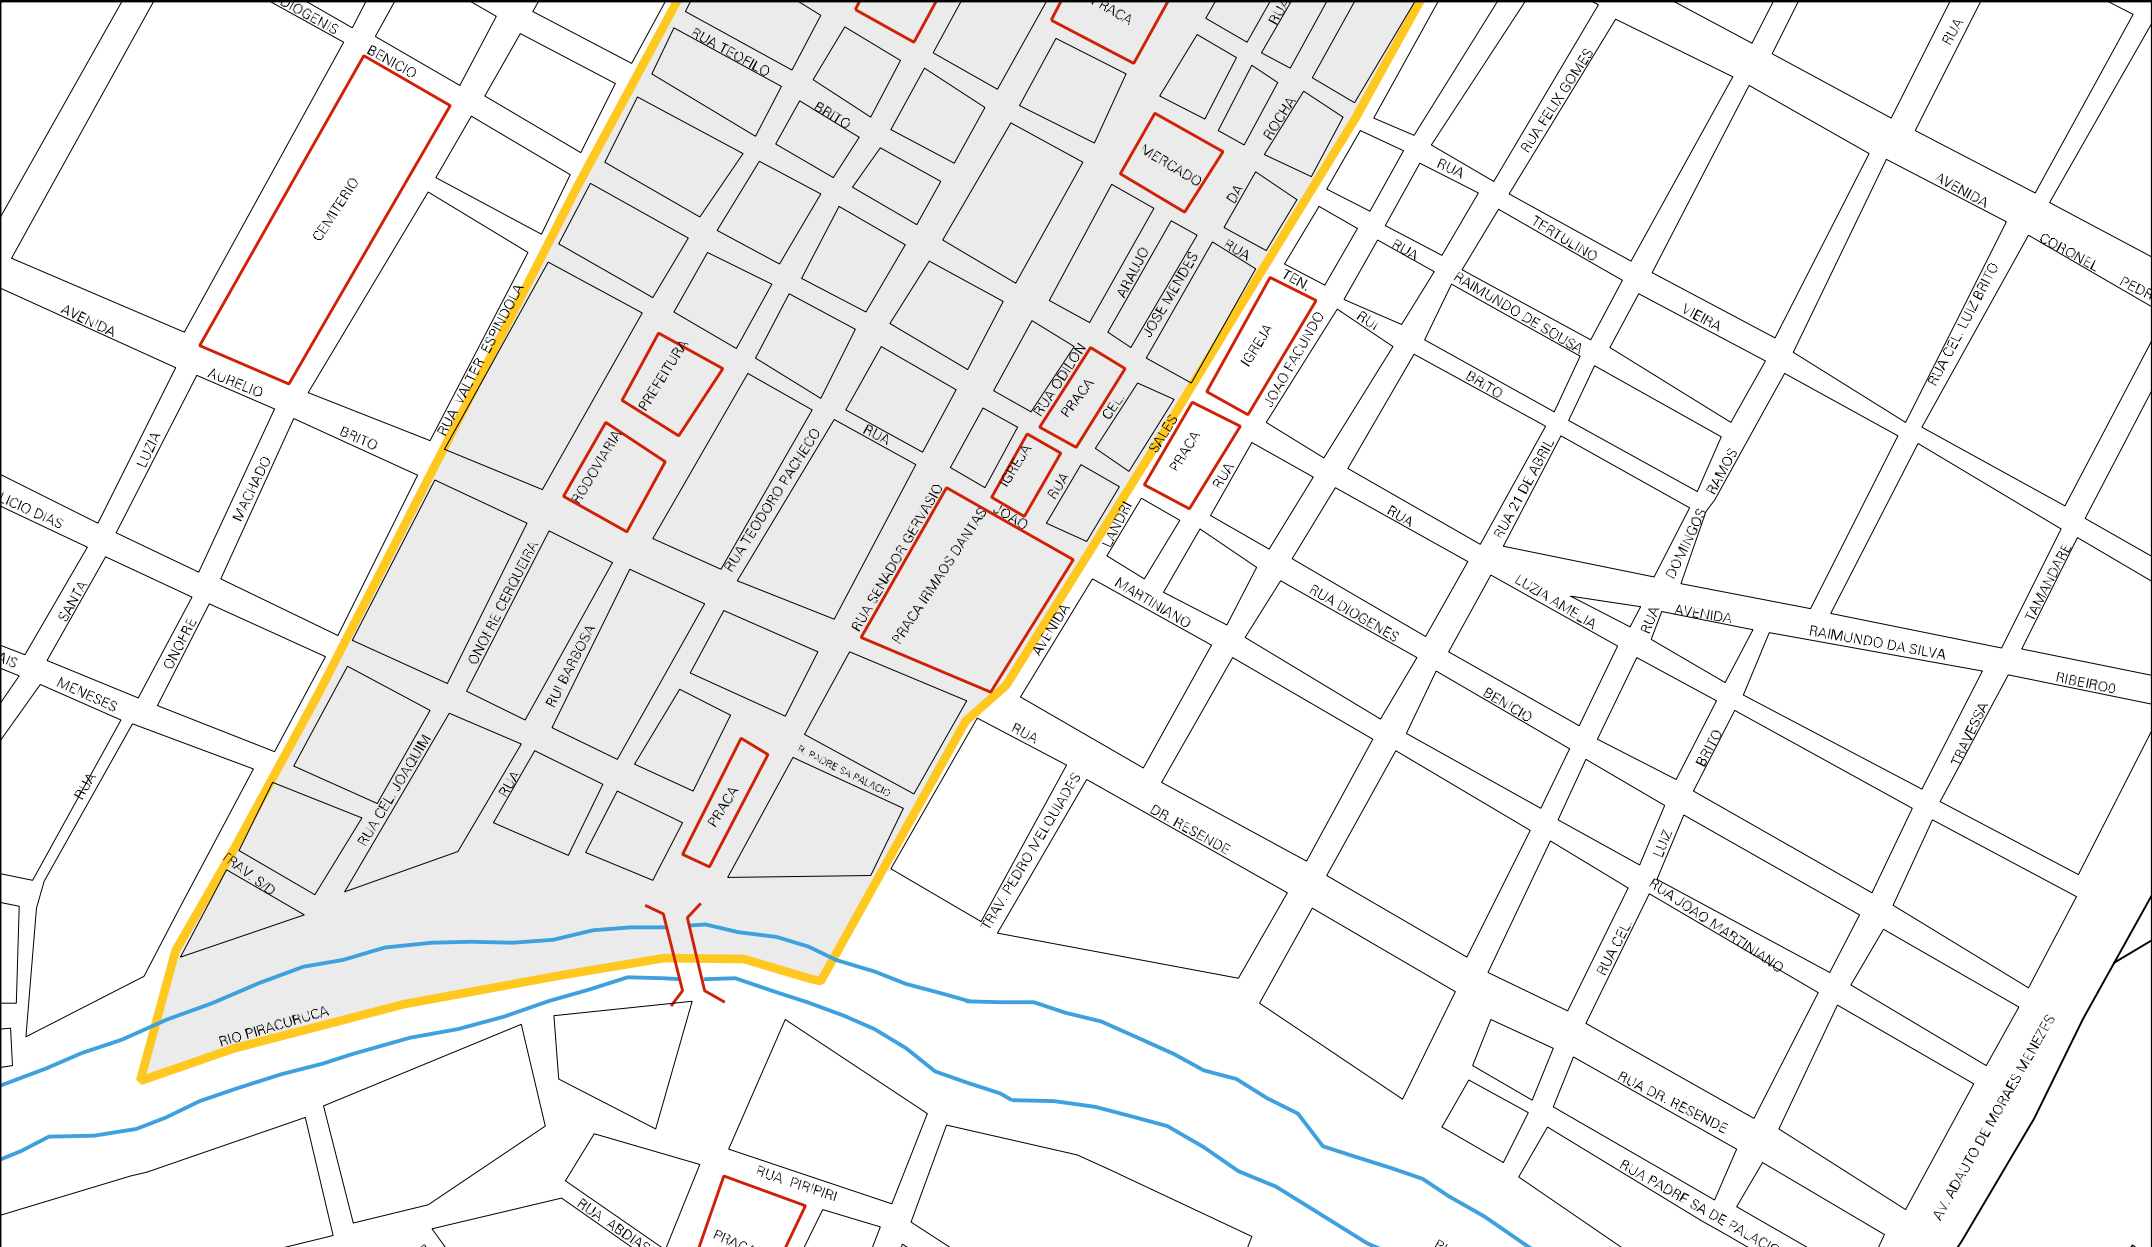 DIOGENIS
BENICIO
RUA TEOFILO
BRITO
PRACA
RUA
RUA
MERCADO
ROCHA
DA
RUA
RUA FELIX GOMES
RUA
TERTULINO
VIEIRA
AVENIDA
CORONEL
CEMITERIO
AVENIDA
AURELIO
BRITO
RUA VALTER ESPINDOLA
PREFEITURA
RODOVIARIA
RUA TEODORO PACHECO
RUA
ARAUJO
JOSE MENDES
RUA ODILON
PRACA
CEL.
IGREJA
RUA
JOAO
TEN.
IGREJA
JOAO FACUNDO
SALES
PRACA
RUA
LANDRI
AVENIDA
RUA
RAIMUNDO DE SOUSA
RUI
BRITO
RUA CEL. LUIZ BRITO
RUA 21 DE ABRIL
RAMOS
DOMINGOS
RUA
LUZIA
MACHADO
LICIO DIAS
SANTA
ONOFRE
AIS
MENESES
RUA
ONOFRE CERQUEIRA
RUI BARBOSA
RUA CEL. JOAQUIM
RUA
TRAV. S/D
RUA SENADOR GERVASIO
PRACA IRMAOS DANTAS
R. PADRE SA PALACIO
PRACA
MARTINIANO
RUA
RUA DIOGENES
LUZIA AMELIA
AVENIDA
RAIMUNDO DA SILVA
RIBEIRO
TAMANDARE
TRAVESSA
BENICIO
BRITO
LUZ
RUA CEL.
TRAV. PEDRO MELQUIADES
DR. RESENDE
RUA JOAO MARTINIANO
RIO PIRACURUCA
RUA PIRIPIRI
RUA ABDIAS
PRACA
RUA DR. RESENDE
RUA PADRE SA DE PALACIO
AV. ADAUTO DE MORAES MENEZES